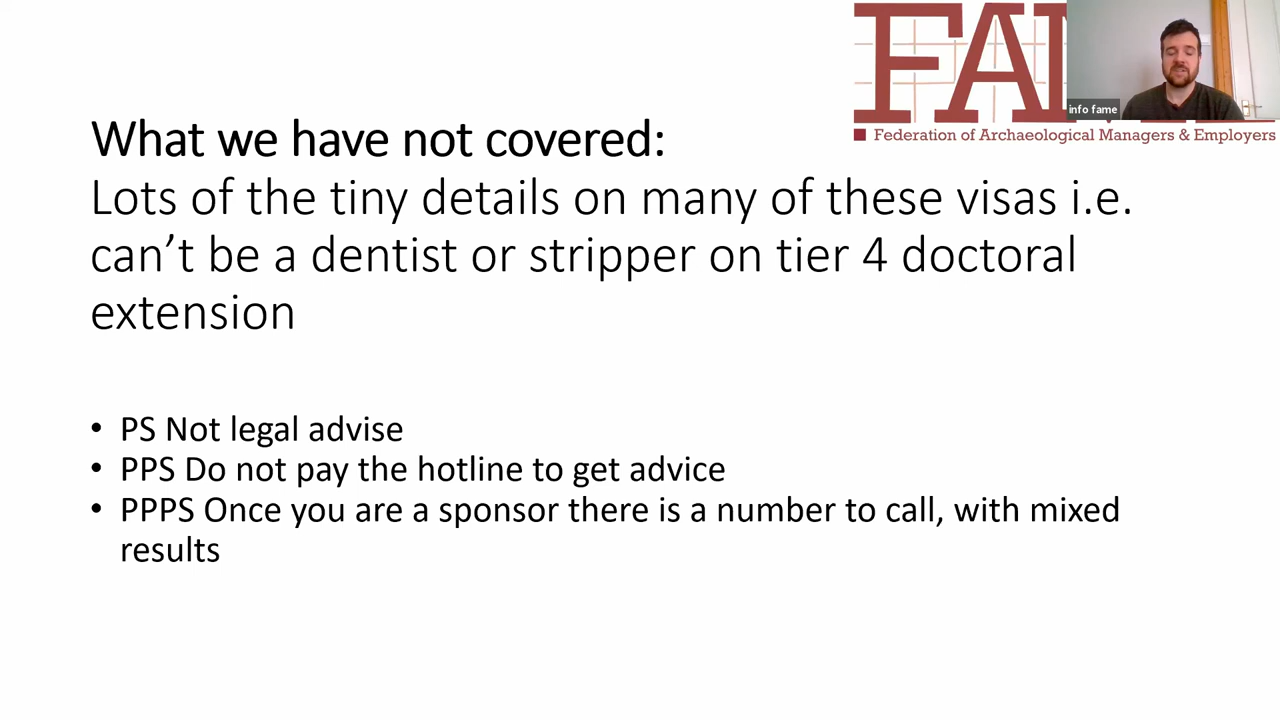 FA
info fame
Federation of Archaeological Managers & Employers
What we have not covered:
Lots of the tiny details on many of these visas i.e.
can’t be a dentist or stripper on tier 4 doctoral
extension
• PS Not legal advise
• PPS Do not pay the hotline to get advice
• PPPS Once you are a sponsor there is a number to call, with mixed
results